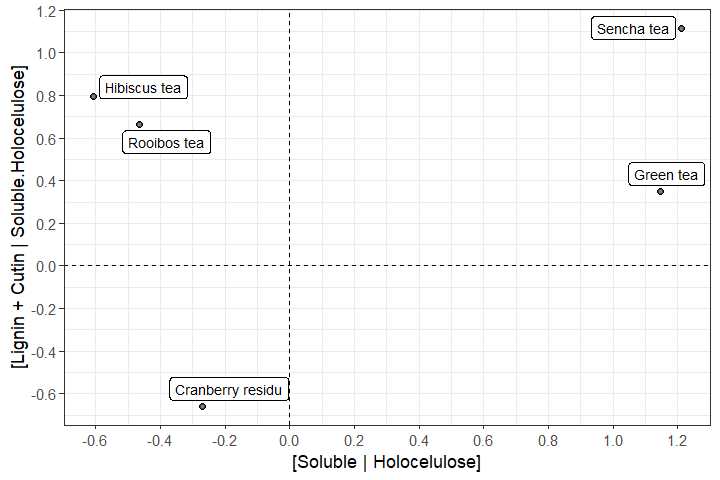 1.2
Sencha tea
1.0
Hibiscus tea
0.8
Rooibos tea
0.6
Green tea
0.4
0.2
0.0
-0.2
-0.4
Cranberry residu
-0.6
[Lignin + Cutin | Soluble.Holocelulose]
-0.6 -0.4 -0.2 0.0 0.2 0.4 0.6 0.8 1.0 1.2
[Soluble | Holocelulose]